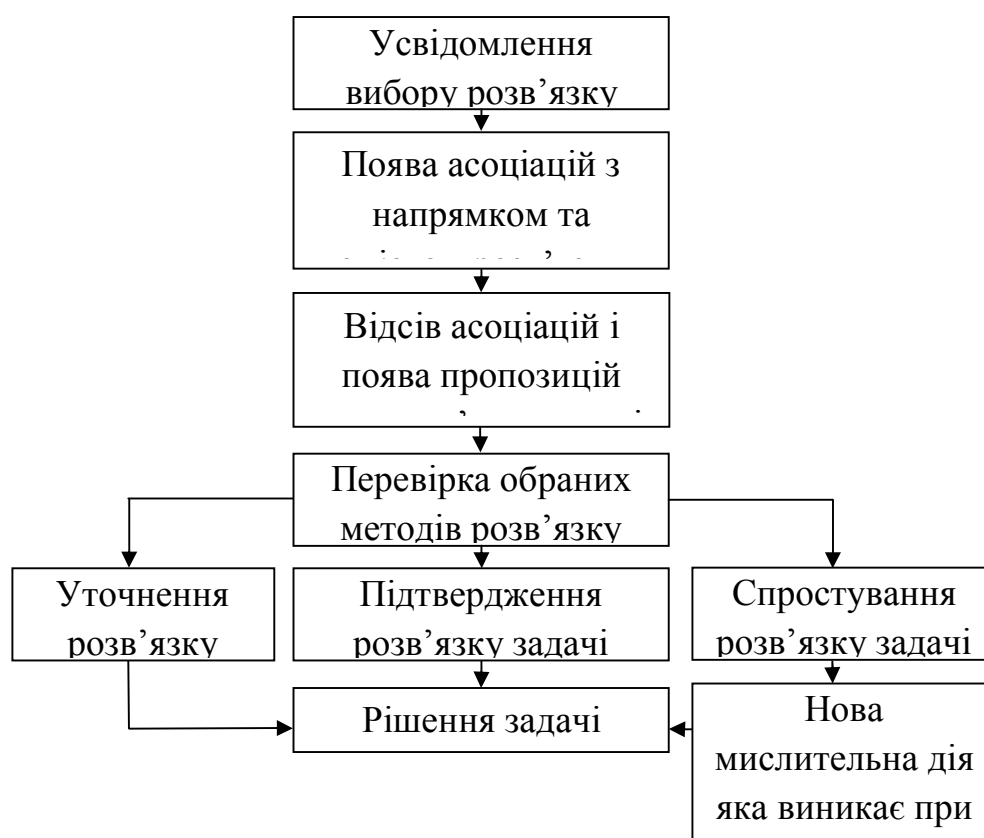 Усвідомлення
вибору розв’язку
Поява асоціацій з
напрямком та
Відсів асоціацій і
поява пропозицій
Перевірка обраних
методів розв’язку
Уточнення
розв’язку
Підтвердження
розв’язку задачі
Спростування
розв’язку задачі
Рішення задачі
Нова
мислительна дія
яка виникає при